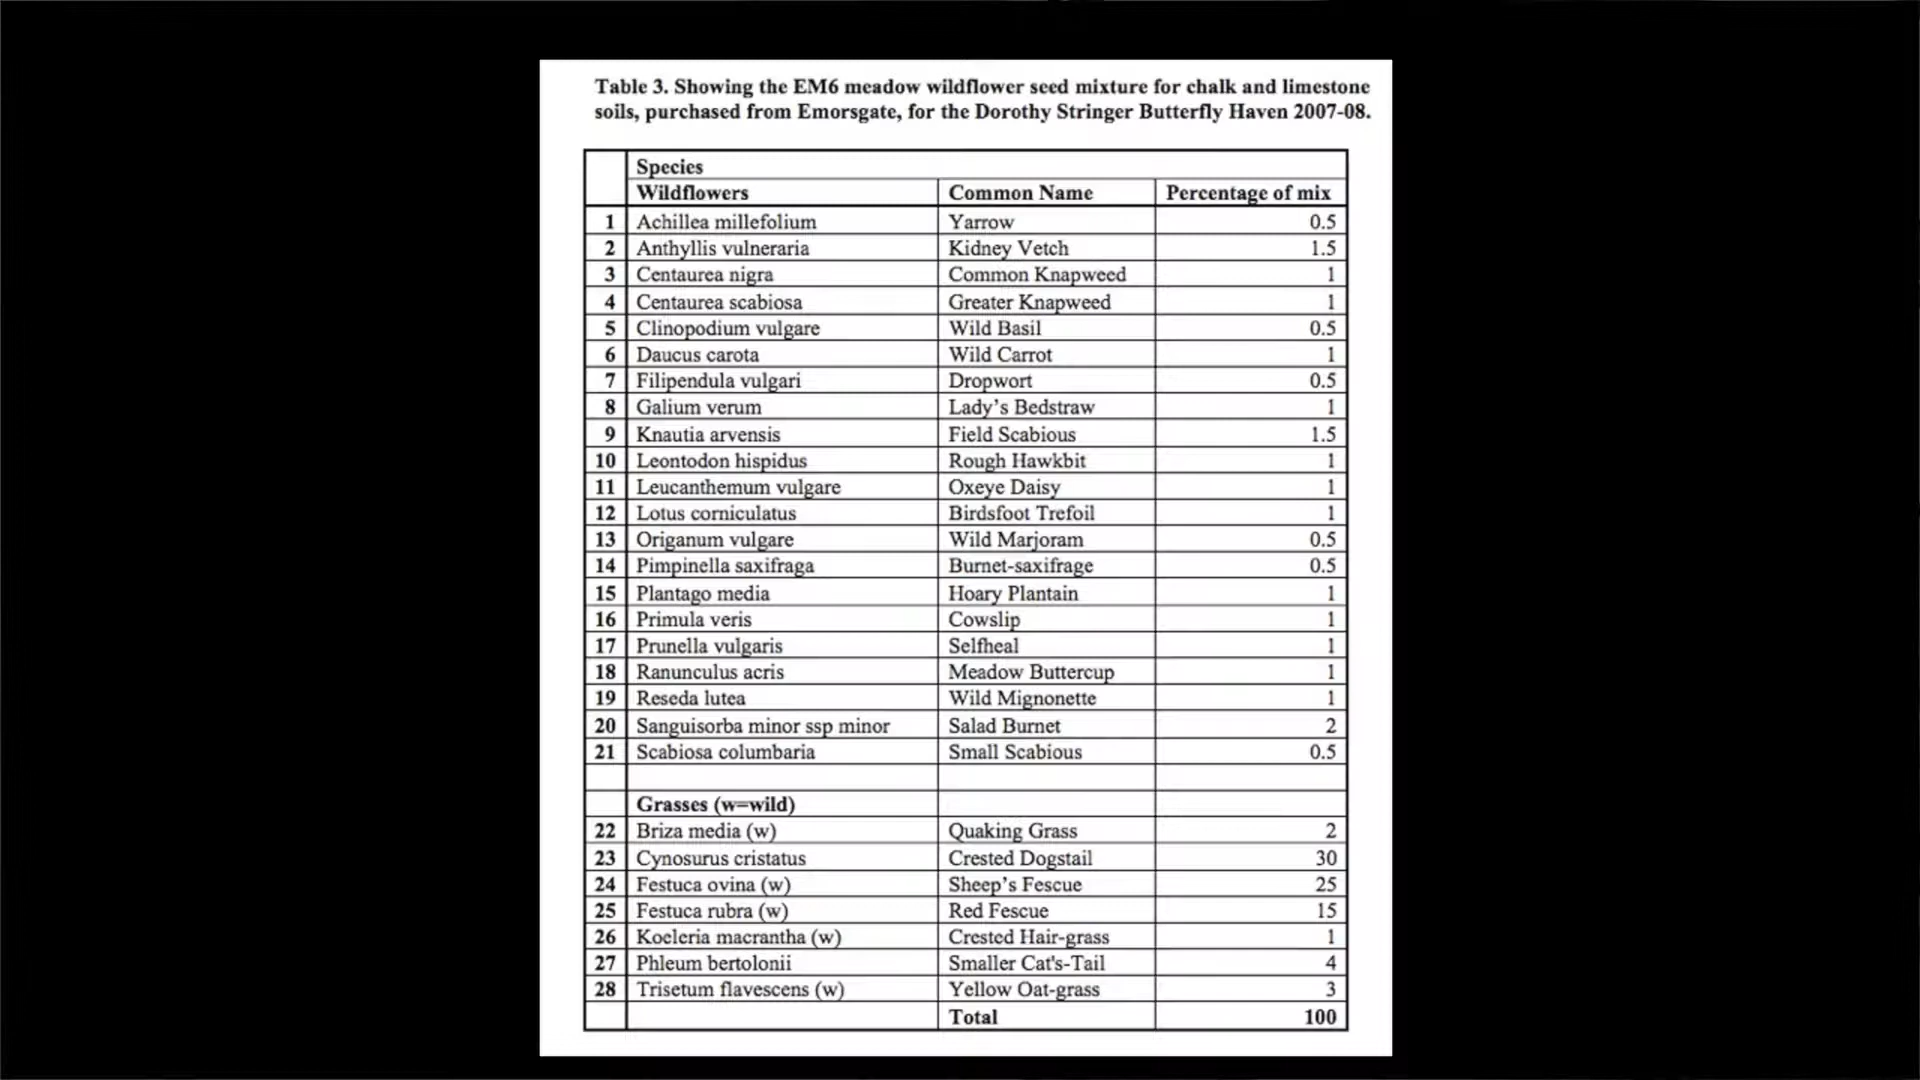 Table 3. Showing the EM6 meadow wildflower seed mixture for chalk and limestone
soils, purchased from Emorsgate, for the Dorothy Stringer Butterfly Haven 2007-08.
Species
Wildflowers Common Name Percentage of mix
1 Achillea millefolium Yarrow 0.5
2 Anthyllis vulneraria Kidney Vetch 1.5
3 Centaurea nigra Common Knapweed 1
4 Centaurea scabiosa Greater Knapweed 1
5 Clinopodium vulgare Wild Basil 0.5
6 Daucus carota Wild Carrot 1
7 Filipendula vulgari Dropwort 0.5
8 Galium verum Lady’s Bedstraw 1
9 Knautia arvensis Field Scabious 1.5
10 Leontodon hispidus Rough Hawkbit 1
11 Leucanthemum vulgare Oxeye Daisy 1
12 Lotus corniculatus Birdsfoot Trefoil 1
13 Origanum vulgare Wild Marjoram 0.5
14 Pimpinella saxifraga Burnet-saxifrage 0.5
15 Plantago media Hoary Plantain 1
16 Primula veris Cowslip 1
17 Prunella vulgaris Selfheal 1
18 Ranunculus acris Meadow Buttercup 1
19 Reseda lutea Wild Mignonette 1
20 Sanguisorba minor ssp minor Salad Burnet 2
21 Scabiosa columbaria Small Scabious 0.5
Grasses (w=wild)
22 Briza media (w) Quaking Grass 2
23 Cynosurus cristatus Crested Dogstail 30
24 Festuca ovina (w) Sheep’s Fescue 25
25 Festuca rubra (w) Red Fescue 15
26 Koeleria macrantha (w) Crested Hair-grass 1
27 Phleum bertolonii Smaller Cat's-Tail 4
28 Trisetum flavescens (w) Yellow Oat-grass 3
Total 100